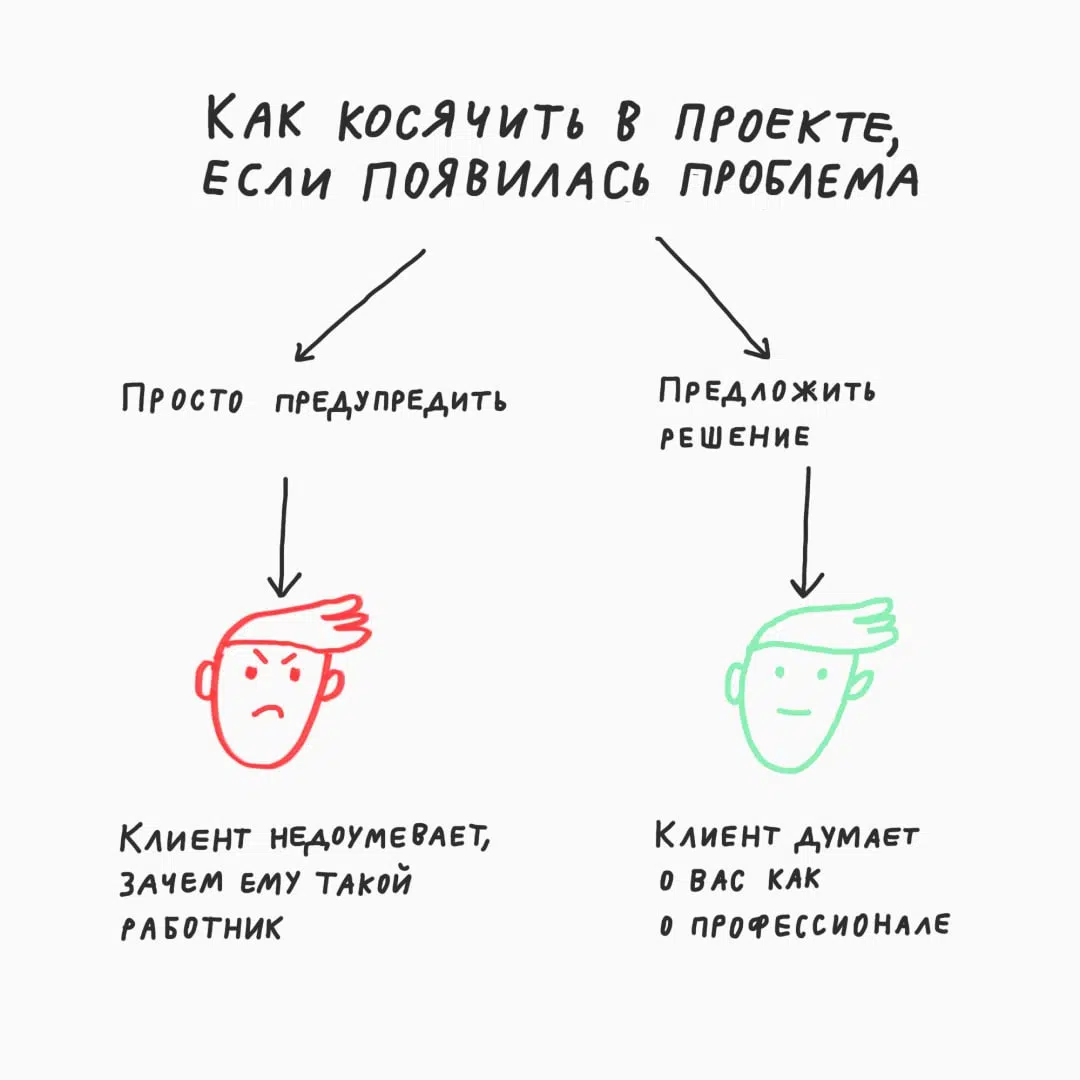 Как косячить в проекте,
если появилась проблема
Просто предупредить
Предложить
решение
Клиент недоумевает,
зачем ему такой
работник
Клиент думает
о вас как
о профессионале